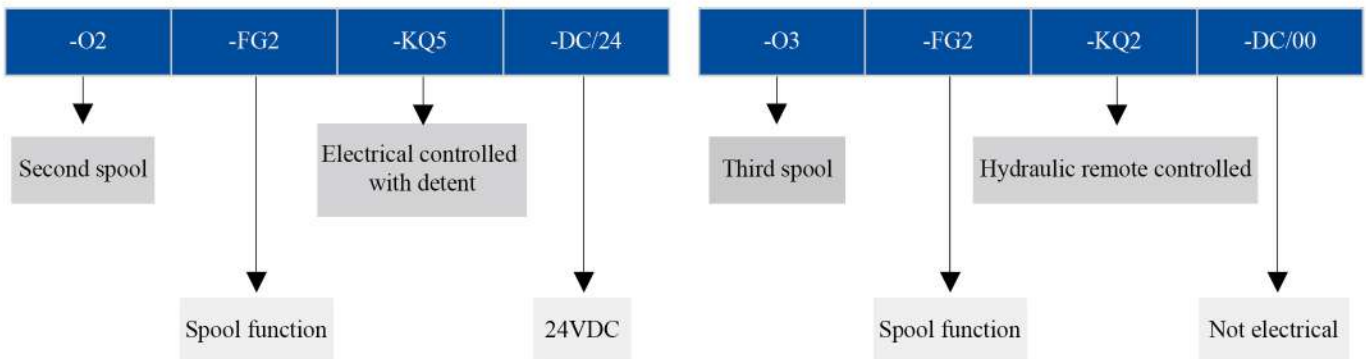 -O2 -FG2 -KQ5 -DC/24 -O3 -FG2 -KQ2 -DC/00
Second spool
Electrical controlled
with detent
Third spool
Hydraulic remote controlled
Spool function
24VDC
Spool function
Not electrical